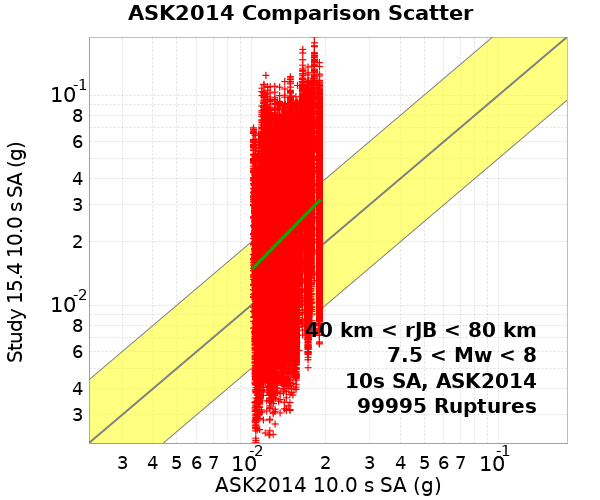 ASK2014 Comparison Scatter
Study 15.4 10.0 s SA (g)
10-1
8
6
4
3
2
10-2
8
6
4
3
40 km < rJB < 80 km
7.5 < Mw < 8
10s SA, ASK2014
99995 Ruptures
3 4 5 6 7 10-2 2 3 4 5 6 7 10-1
ASK2014 10.0 s SA (g)